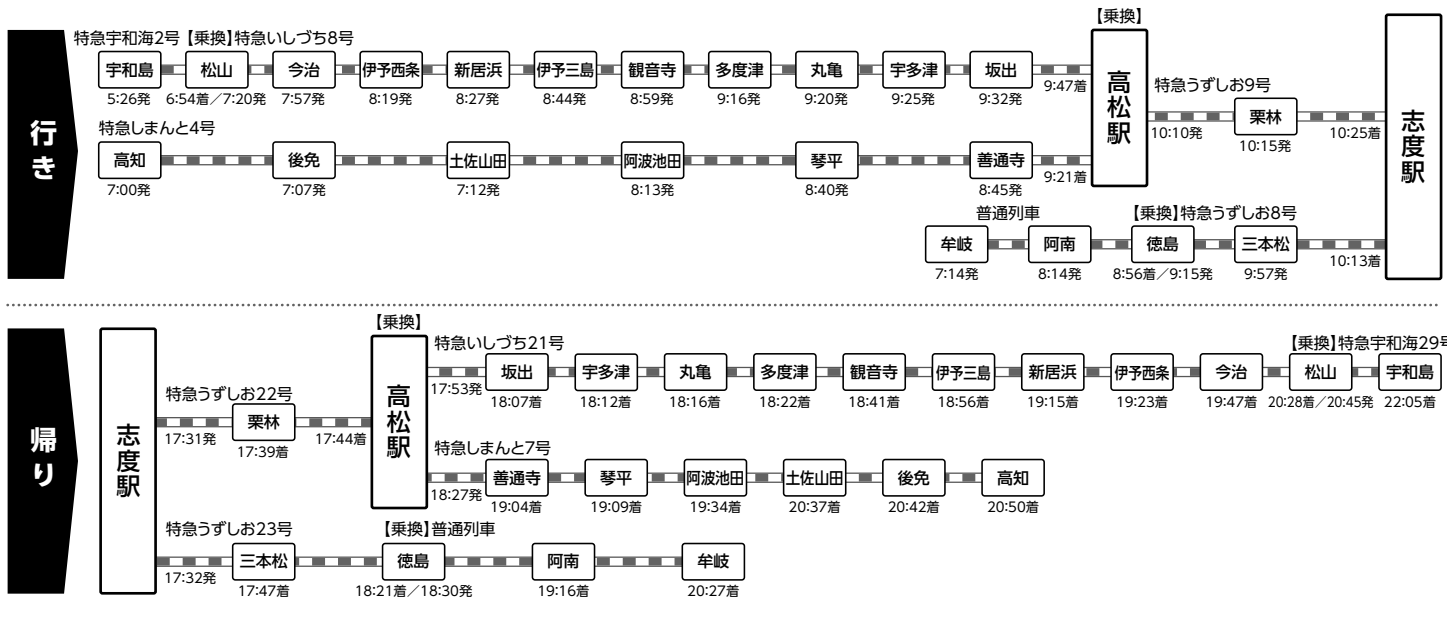 行き
特急宇和海2号 【乗換】特急いしづち8号
宇和島 松山 今治 伊予西条 新居浜 伊予三島 観音寺 多度津 丸亀 宇多津 坂出
5:26発 6:54着／7:20発 7:57発 8:19発 8:27発 8:44発 8:59発 9:16発 9:20発 9:25発 9:32発 9:47着
特急しまんと4号
高知 後免 土佐山田 阿波池田 琴平 善通寺
7:00発 7:07発 7:12発 8:13発 8:40発 8:45発 9:21着
【乗換】
高松駅
特急うずしお9号
栗林
10:10発 10:15発 10:25着
普通列車 【乗換】特急うずしお8号
牟岐 阿南 徳島 三本松
7:14発 8:14発 8:56着／9:15発 9:57発 10:13着
志度駅
帰り
志度駅
特急うずしお22号
栗林
17:31発 17:39着 17:44着
【乗換】
高松駅
特急いしづち21号 【乗換】特急宇和海29号
坂出 宇多津 丸亀 多度津 観音寺 伊予三島 新居浜 伊予西条 今治 松山 宇和島
17:53発 18:07着 18:12着 18:16着 18:22着 18:41着 18:56着 19:15着 19:23着 19:47着 20:28着／20:45発 22:05着
特急しまんと7号
善通寺 琴平 阿波池田 土佐山田 後免 高知
18:27発 19:04着 19:09着 19:34着 20:37着 20:42着 20:50着
特急うずしお23号 【乗換】普通列車
三本松 徳島 阿南 牟岐
17:32発 17:47着 18:21着／18:30発 19:16着 20:27着